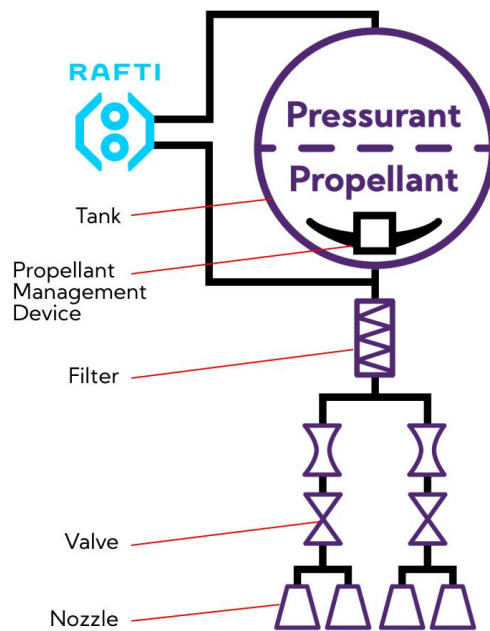 RAFTI
Pressurant
Propellant
Tank
Propellant
Management
Device
Filter
Valve
Nozzle